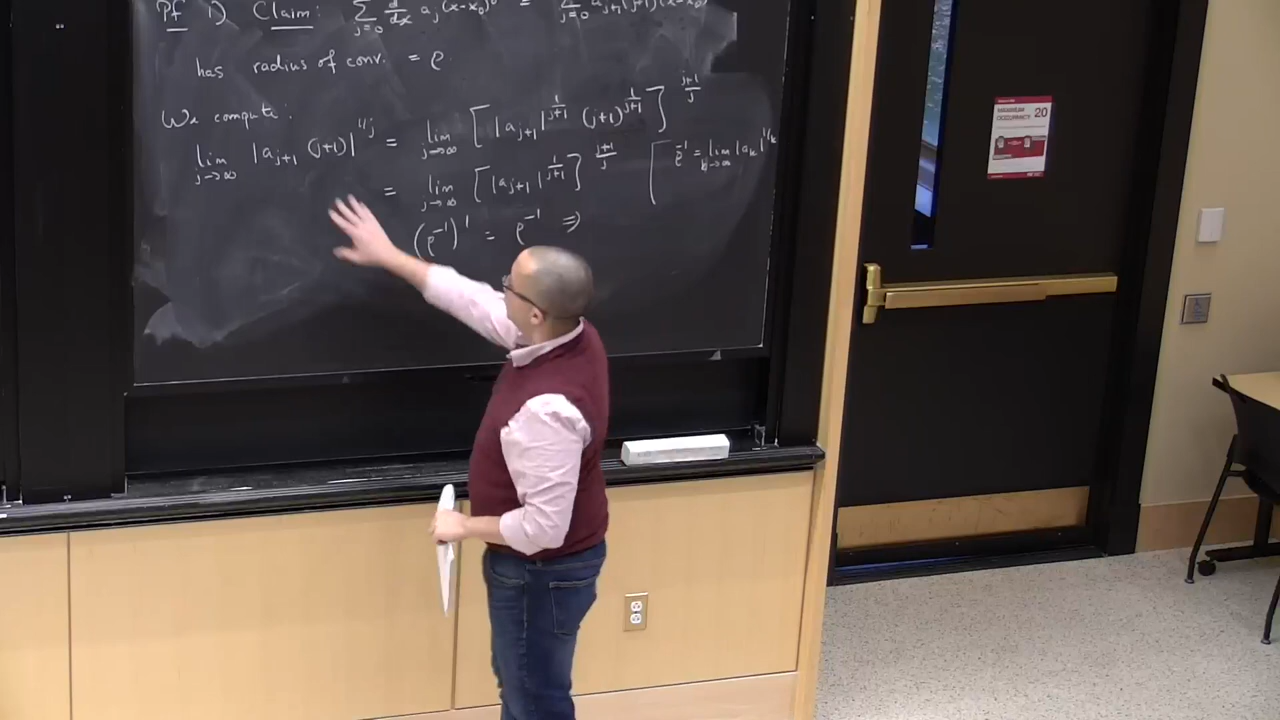 Pf 1) Claim: ∑_{j=0} d/dx a_j (x-x_0)^j = ∑_{j=0} a_{j+1} (j+1) (x-x_0)^j
has radius of conv. = ρ.
We compute:
lim_{j→∞} |a_{j+1} (j+1)|^{1/j} = lim_{j→∞} [ |a_{j+1}|^{1/(j+1)} (j+1)^{1/(j+1)} ]^{(j+1)/j}
= lim_{j→∞} [ |a_{j+1}|^{1/(j+1)} ]^{(j+1)/j} [ ρ^{-1} = lim_{k→∞} |a_k|^{1/k}
(ρ^{-1})^1 = ρ^{-1} ⇒
MAXIMUM
OCCUPANCY 20